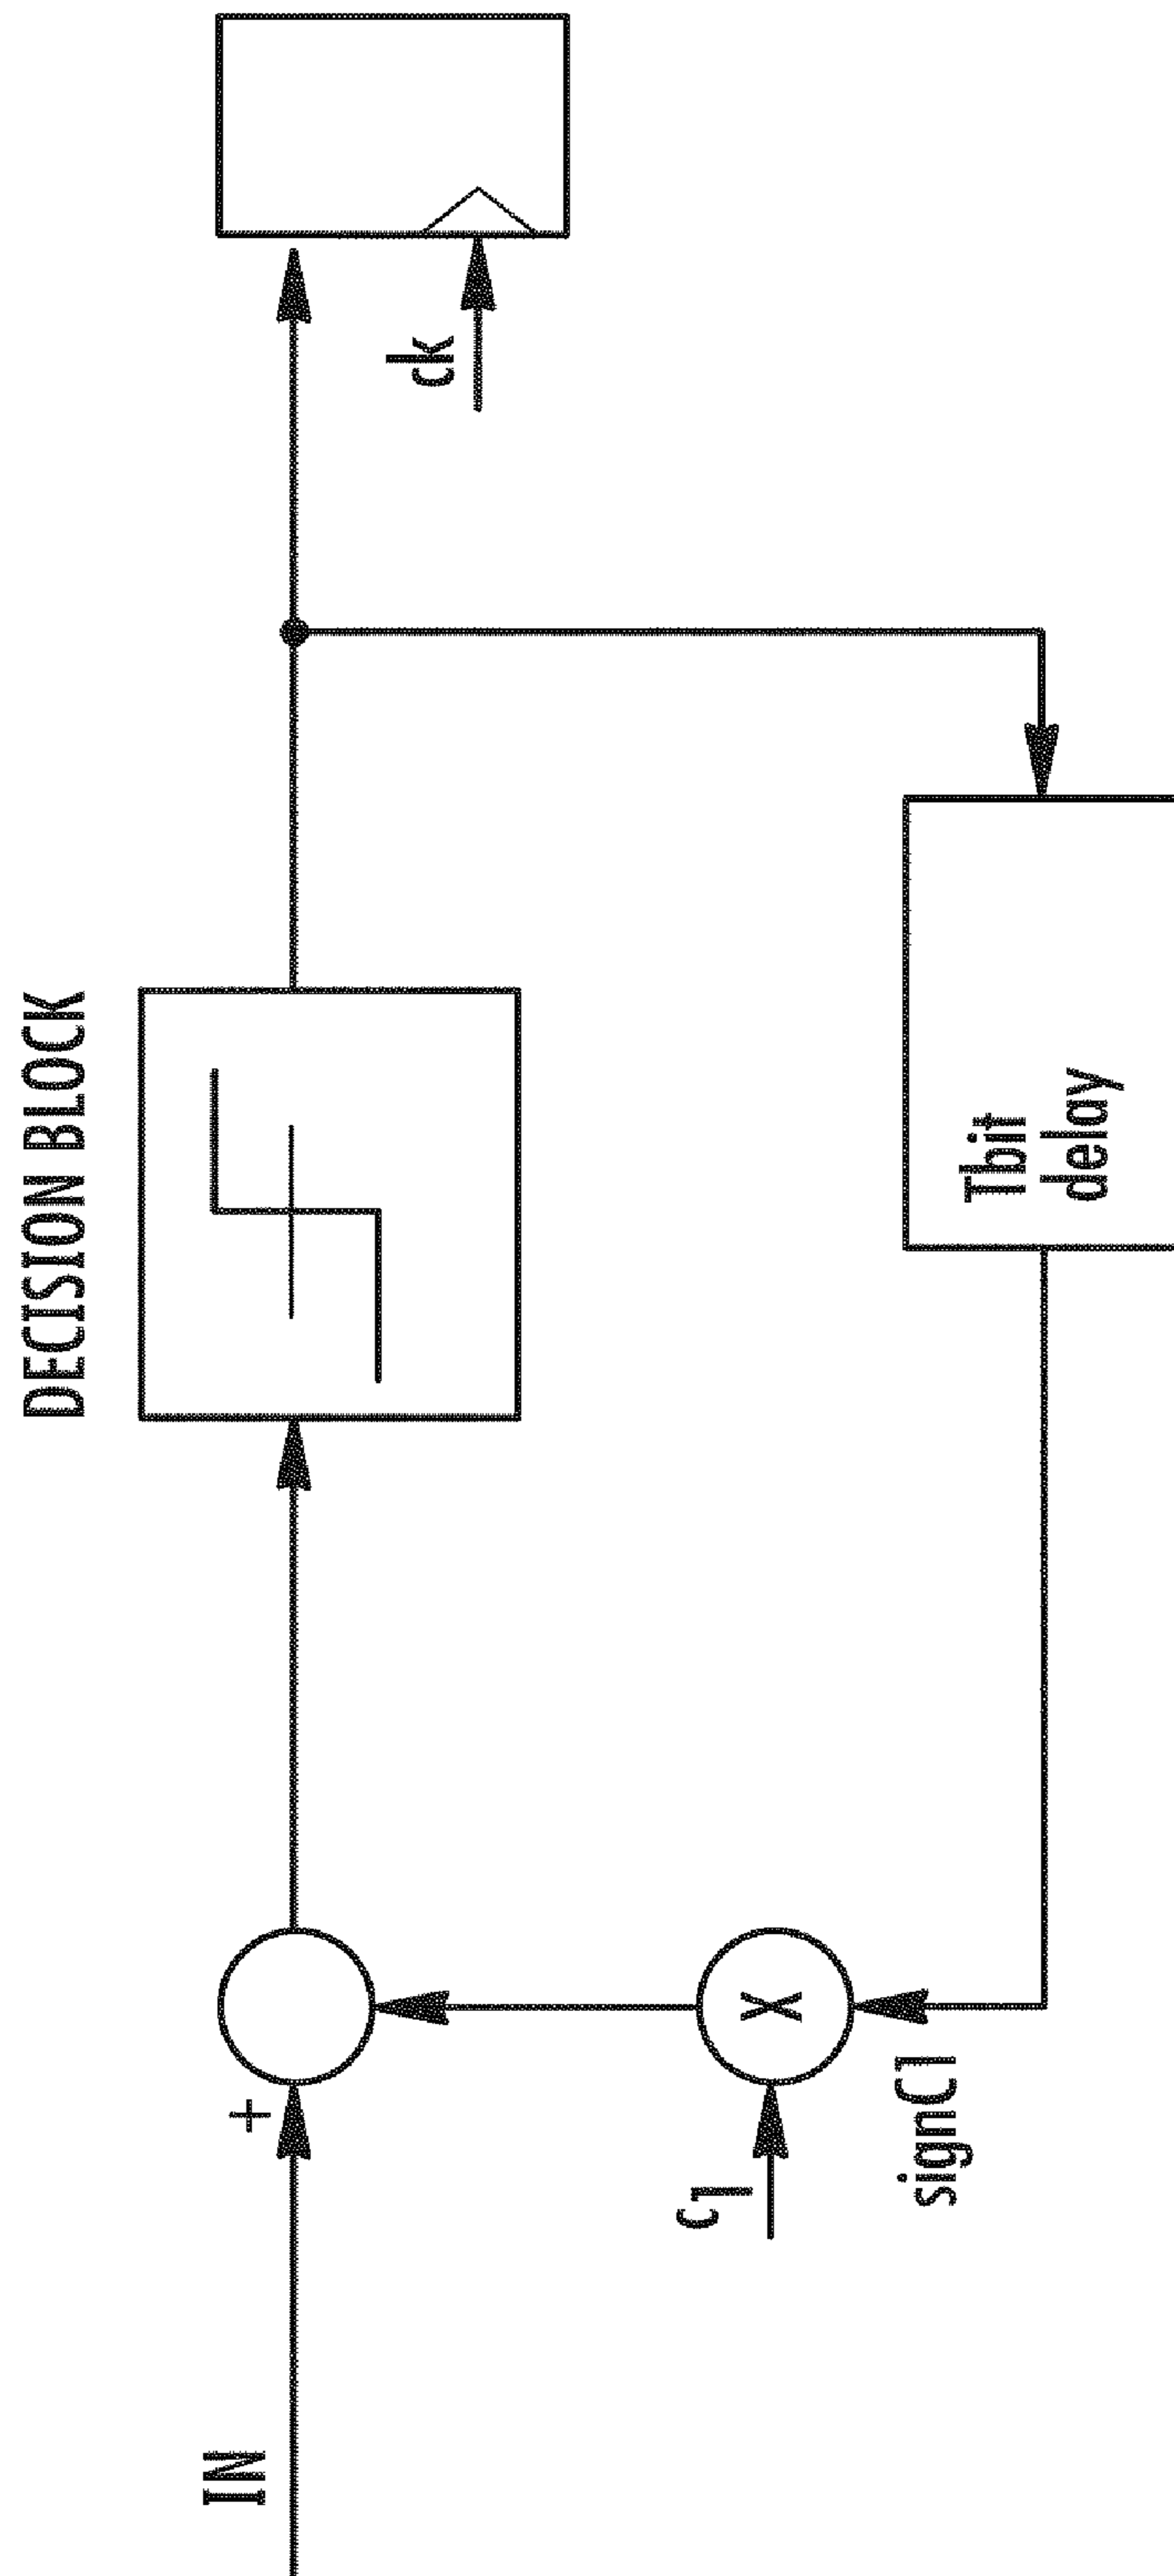 DECISION BLOCK
ck
IN
+
C1
X
signC1
Tbit
delay